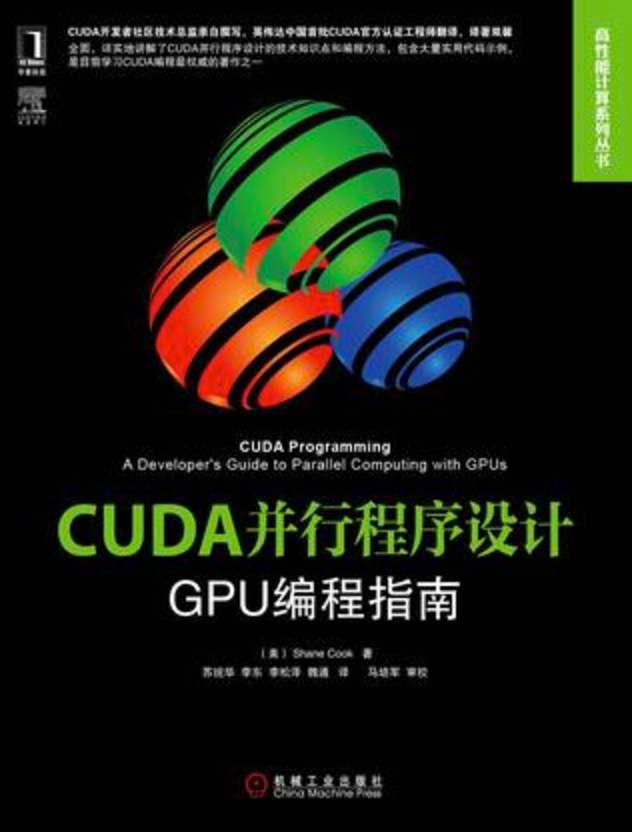 CUDA开发者社区技术总监亲自撰写，英伟达中国首批CUDA官方认证工程师翻译，译著双馨
全面、详实地讲解了CUDA并行程序设计的技术知识点和编程方法，包含大量实用代码示例，
是目前学习CUDA编程最权威的著作之一
高性能计算系列丛书
华章科技
CUDA Programming
A Developer's Guide to Parallel Computing with GPUs
CUDA并行程序设计
GPU编程指南
（美） Shane Cook 著
苏统华 李东 李松泽 魏通 译 马培军 审校
机械工业出版社
China Machine Press